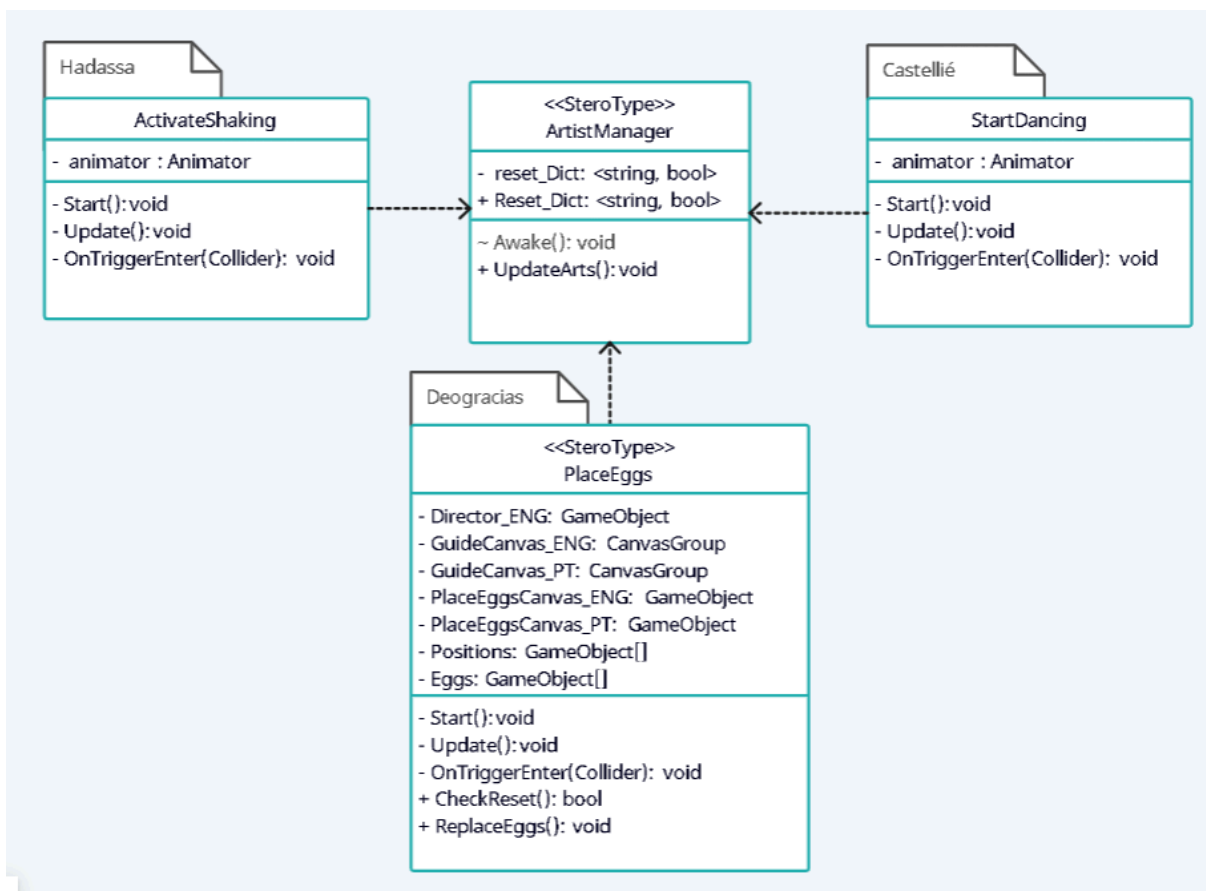 Hadassa
ActivateShaking
- animator : Animator
- Start():void
- Update():void
- OnTriggerEnter(Collider): void
<<SteroType>>
ArtistManager
- reset_Dict: <string, bool>
+ Reset_Dict: <string, bool>
~ Awake(): void
+ UpdateArts():void
Castellié
StartDancing
- animator : Animator
- Start():void
- Update():void
- OnTriggerEnter(Collider): void
Deogracias
<<SteroType>>
PlaceEggs
- Director_ENG: GameObject
- GuideCanvas_ENG: CanvasGroup
- GuideCanvas_PT: CanvasGroup
- PlaceEggsCanvas_ENG: GameObject
- PlaceEggsCanvas_PT: GameObject
- Positions: GameObject[]
- Eggs: GameObject[]
- Start():void
- Update():void
- OnTriggerEnter(Collider): void
+ CheckReset(): bool
+ ReplaceEggs(): void